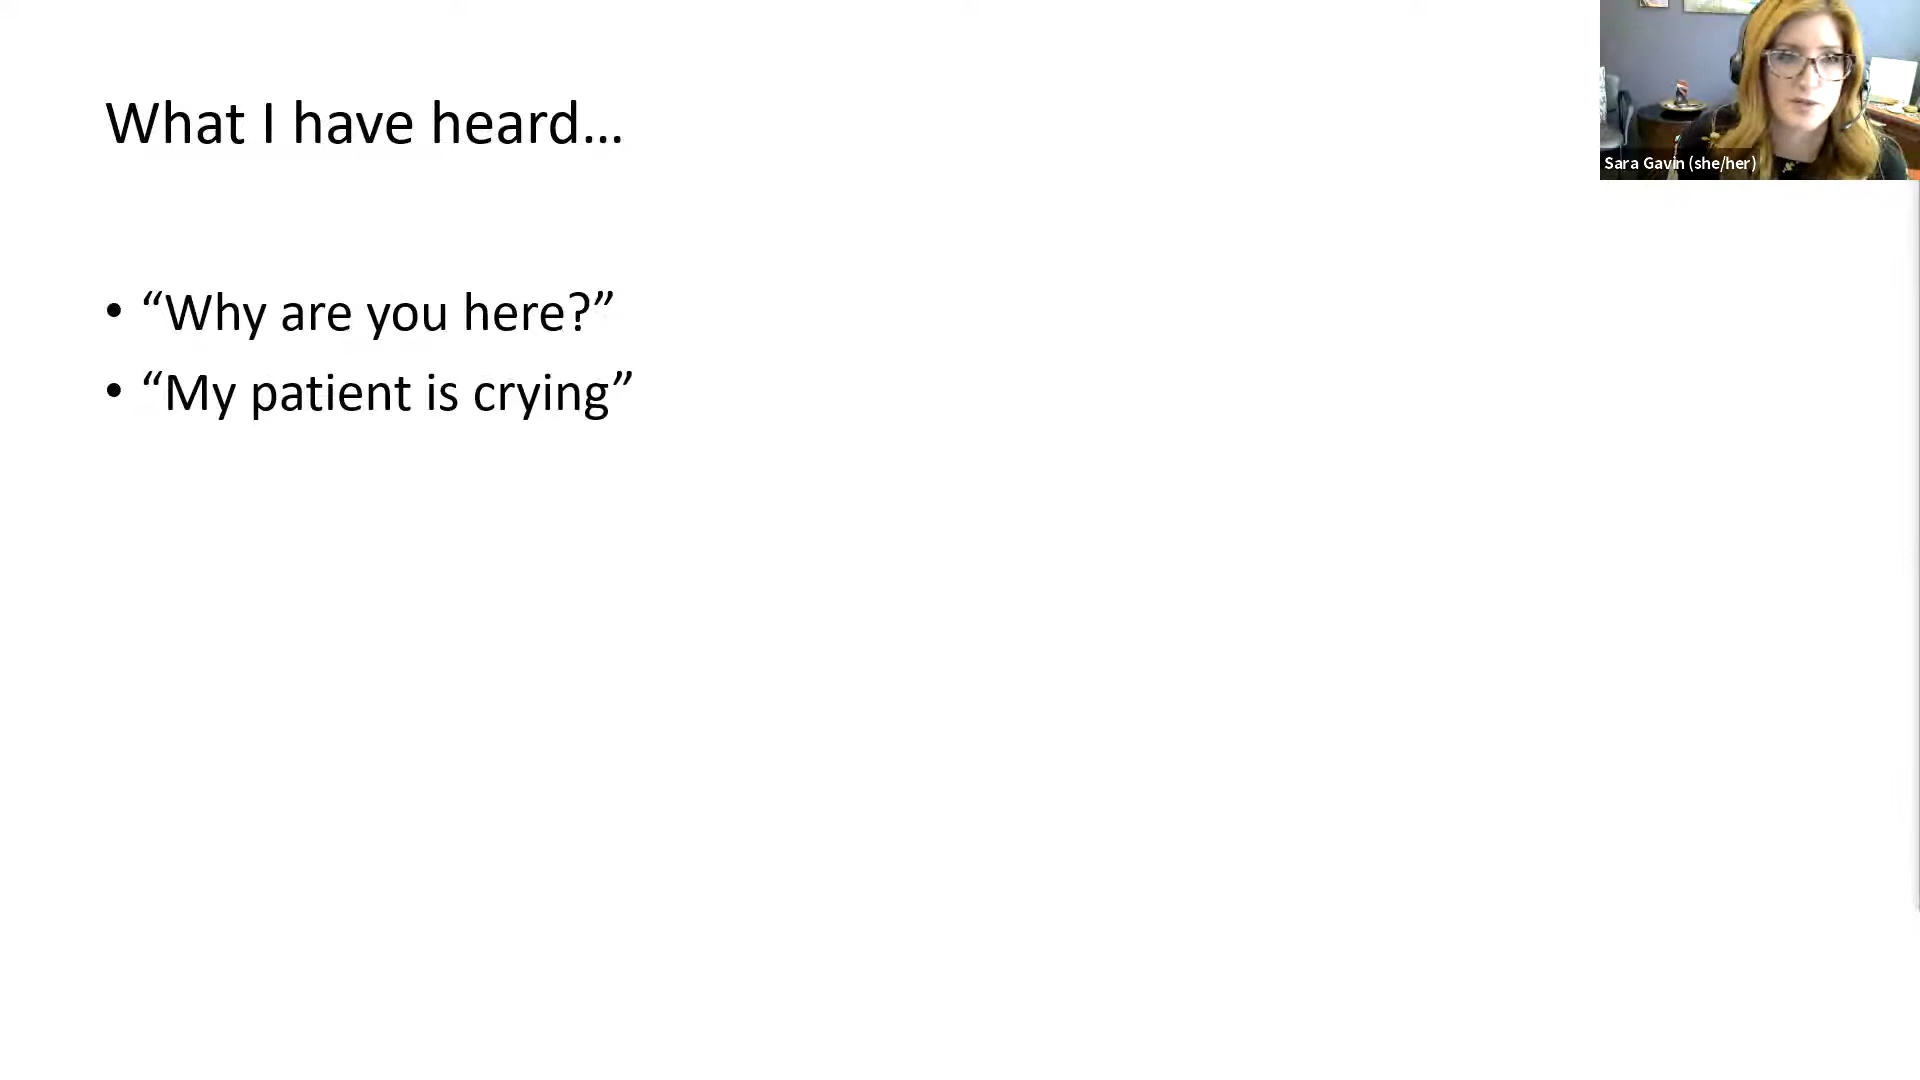 What I have heard...
• “Why are you here?”
• “My patient is crying”
Sara Gavin (she/her)